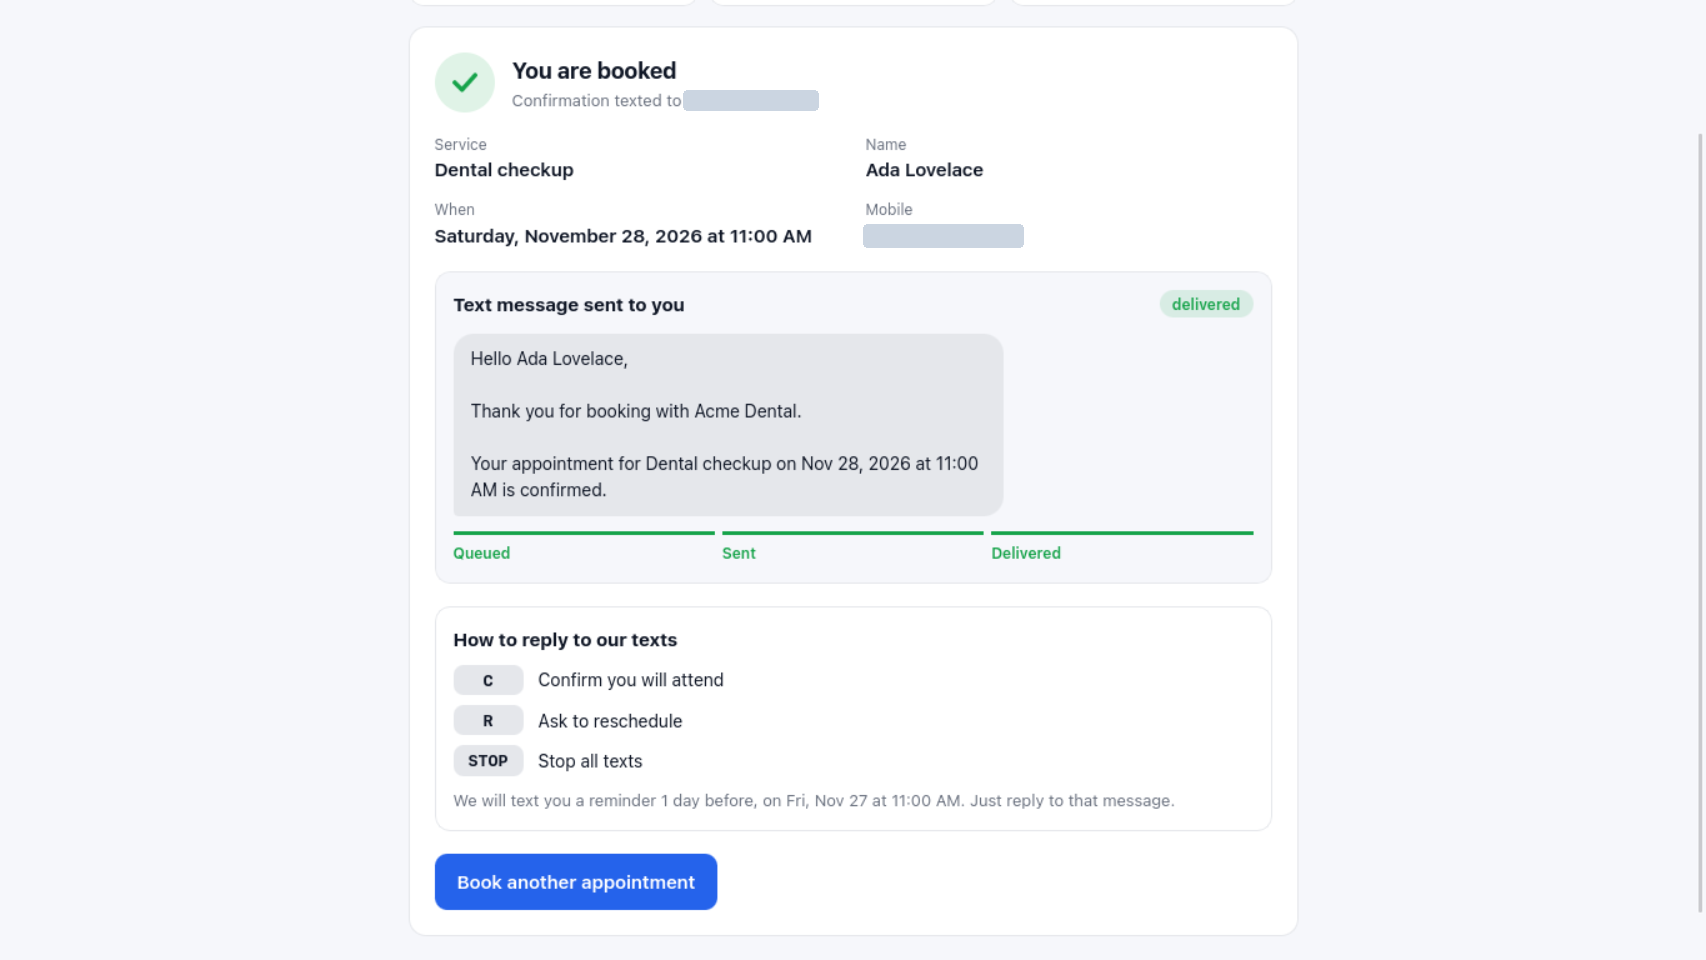 You are booked
Confirmation texted to
Service
Dental checkup
Name
Ada Lovelace
When
Saturday, November 28, 2026 at 11:00 AM
Mobile
Text message sent to you
delivered
Hello Ada Lovelace,
Thank you for booking with Acme Dental.
Your appointment for Dental checkup on Nov 28, 2026 at 11:00
AM is confirmed.
Queued
Sent
Delivered
How to reply to our texts
C
Confirm you will attend
R
Ask to reschedule
STOP
Stop all texts
We will text you a reminder 1 day before, on Fri, Nov 27 at 11:00 AM. Just reply to that message.
Book another appointment